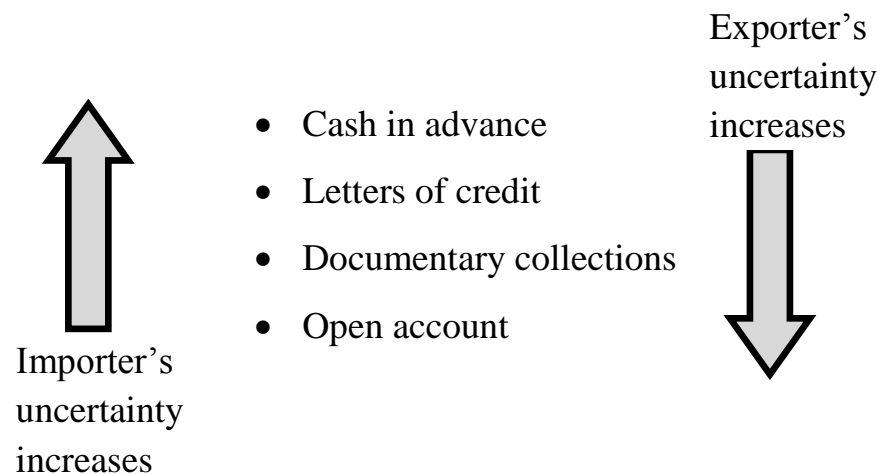 Exporter’s
uncertainty
increases
• Cash in advance
• Letters of credit
• Documentary collections
• Open account
Importer’s
uncertainty
increases